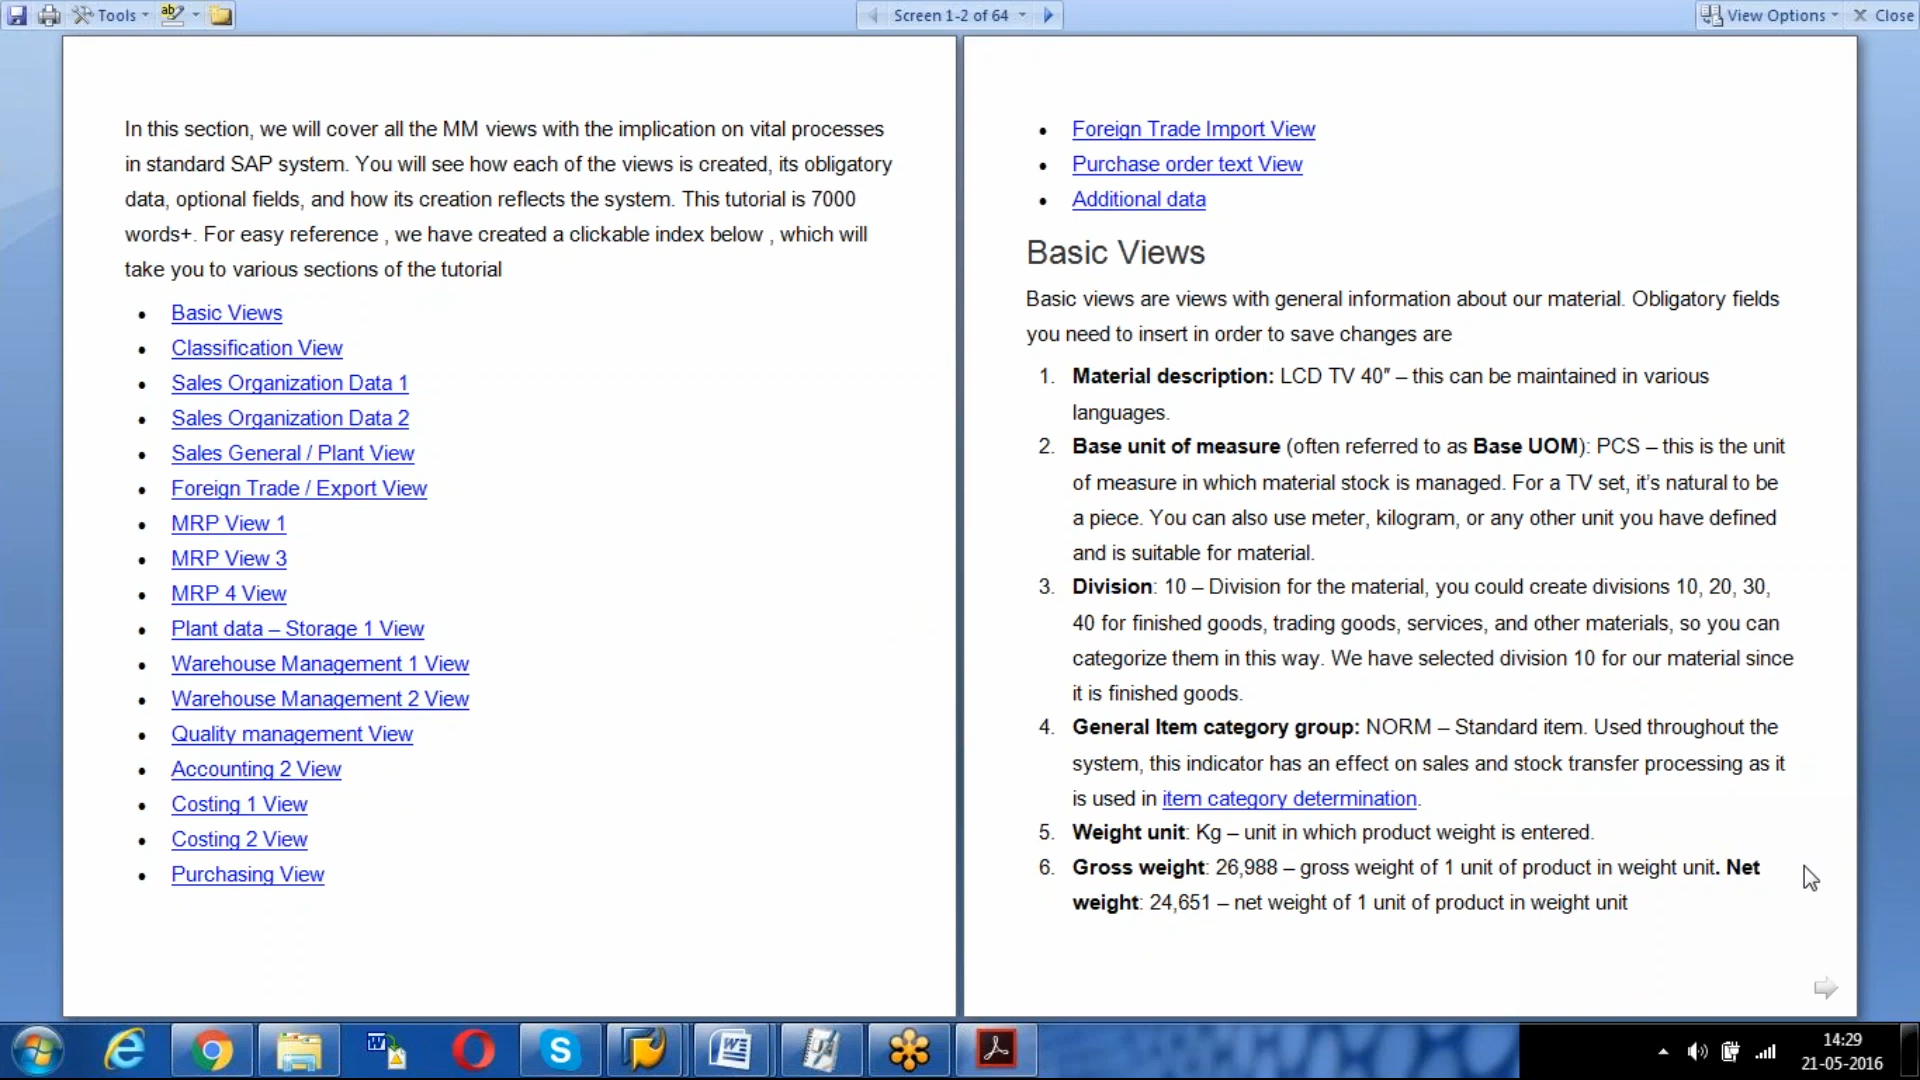 Tools
Screen 1-2 of 64
View Options
Close
In this section, we will cover all the MM views with the implication on vital processes
in standard SAP system. You will see how each of the views is created, its obligatory
data, optional fields, and how its creation reflects the system. This tutorial is 7000
words+. For easy reference , we have created a clickable index below , which will
take you to various sections of the tutorial
• Basic Views
• Classification View
• Sales Organization Data 1
• Sales Organization Data 2
• Sales General / Plant View
• Foreign Trade / Export View
• MRP View 1
• MRP View 3
• MRP 4 View
• Plant data – Storage 1 View
• Warehouse Management 1 View
• Warehouse Management 2 View
• Quality management View
• Accounting 2 View
• Costing 1 View
• Costing 2 View
• Purchasing View
• Foreign Trade Import View
• Purchase order text View
• Additional data
Basic Views
Basic views are views with general information about our material. Obligatory fields
you need to insert in order to save changes are
1. Material description: LCD TV 40″ – this can be maintained in various
languages.
2. Base unit of measure (often referred to as Base UOM): PCS – this is the unit
of measure in which material stock is managed. For a TV set, it’s natural to be
a piece. You can also use meter, kilogram, or any other unit you have defined
and is suitable for material.
3. Division: 10 – Division for the material, you could create divisions 10, 20, 30,
40 for finished goods, trading goods, services, and other materials, so you can
categorize them in this way. We have selected division 10 for our material since
it is finished goods.
4. General Item category group: NORM – Standard item. Used throughout the
system, this indicator has an effect on sales and stock transfer processing as it
is used in item category determination.
5. Weight unit: Kg – unit in which product weight is entered.
6. Gross weight: 26,988 – gross weight of 1 unit of product in weight unit. Net
weight: 24,651 – net weight of 1 unit of product in weight unit
14:29
21-05-2016